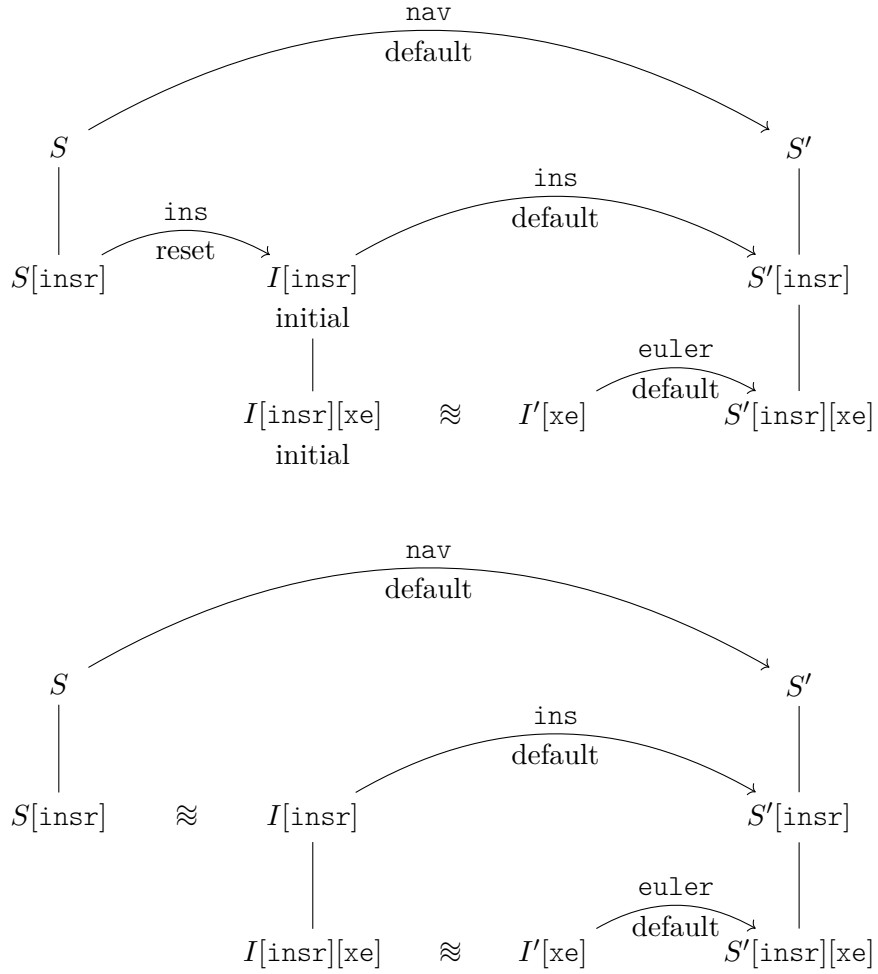 nav
default
S S′
ins ins
reset default
S[insr] I[insr] S′[insr]
initial
euler
default
I[insr][xe] ≋ I′[xe] S′[insr][xe]
initial
nav
default
S S′
ins
default
S[insr] ≋ I[insr] S′[insr]
euler
default
I[insr][xe] ≋ I′[xe] S′[insr][xe]